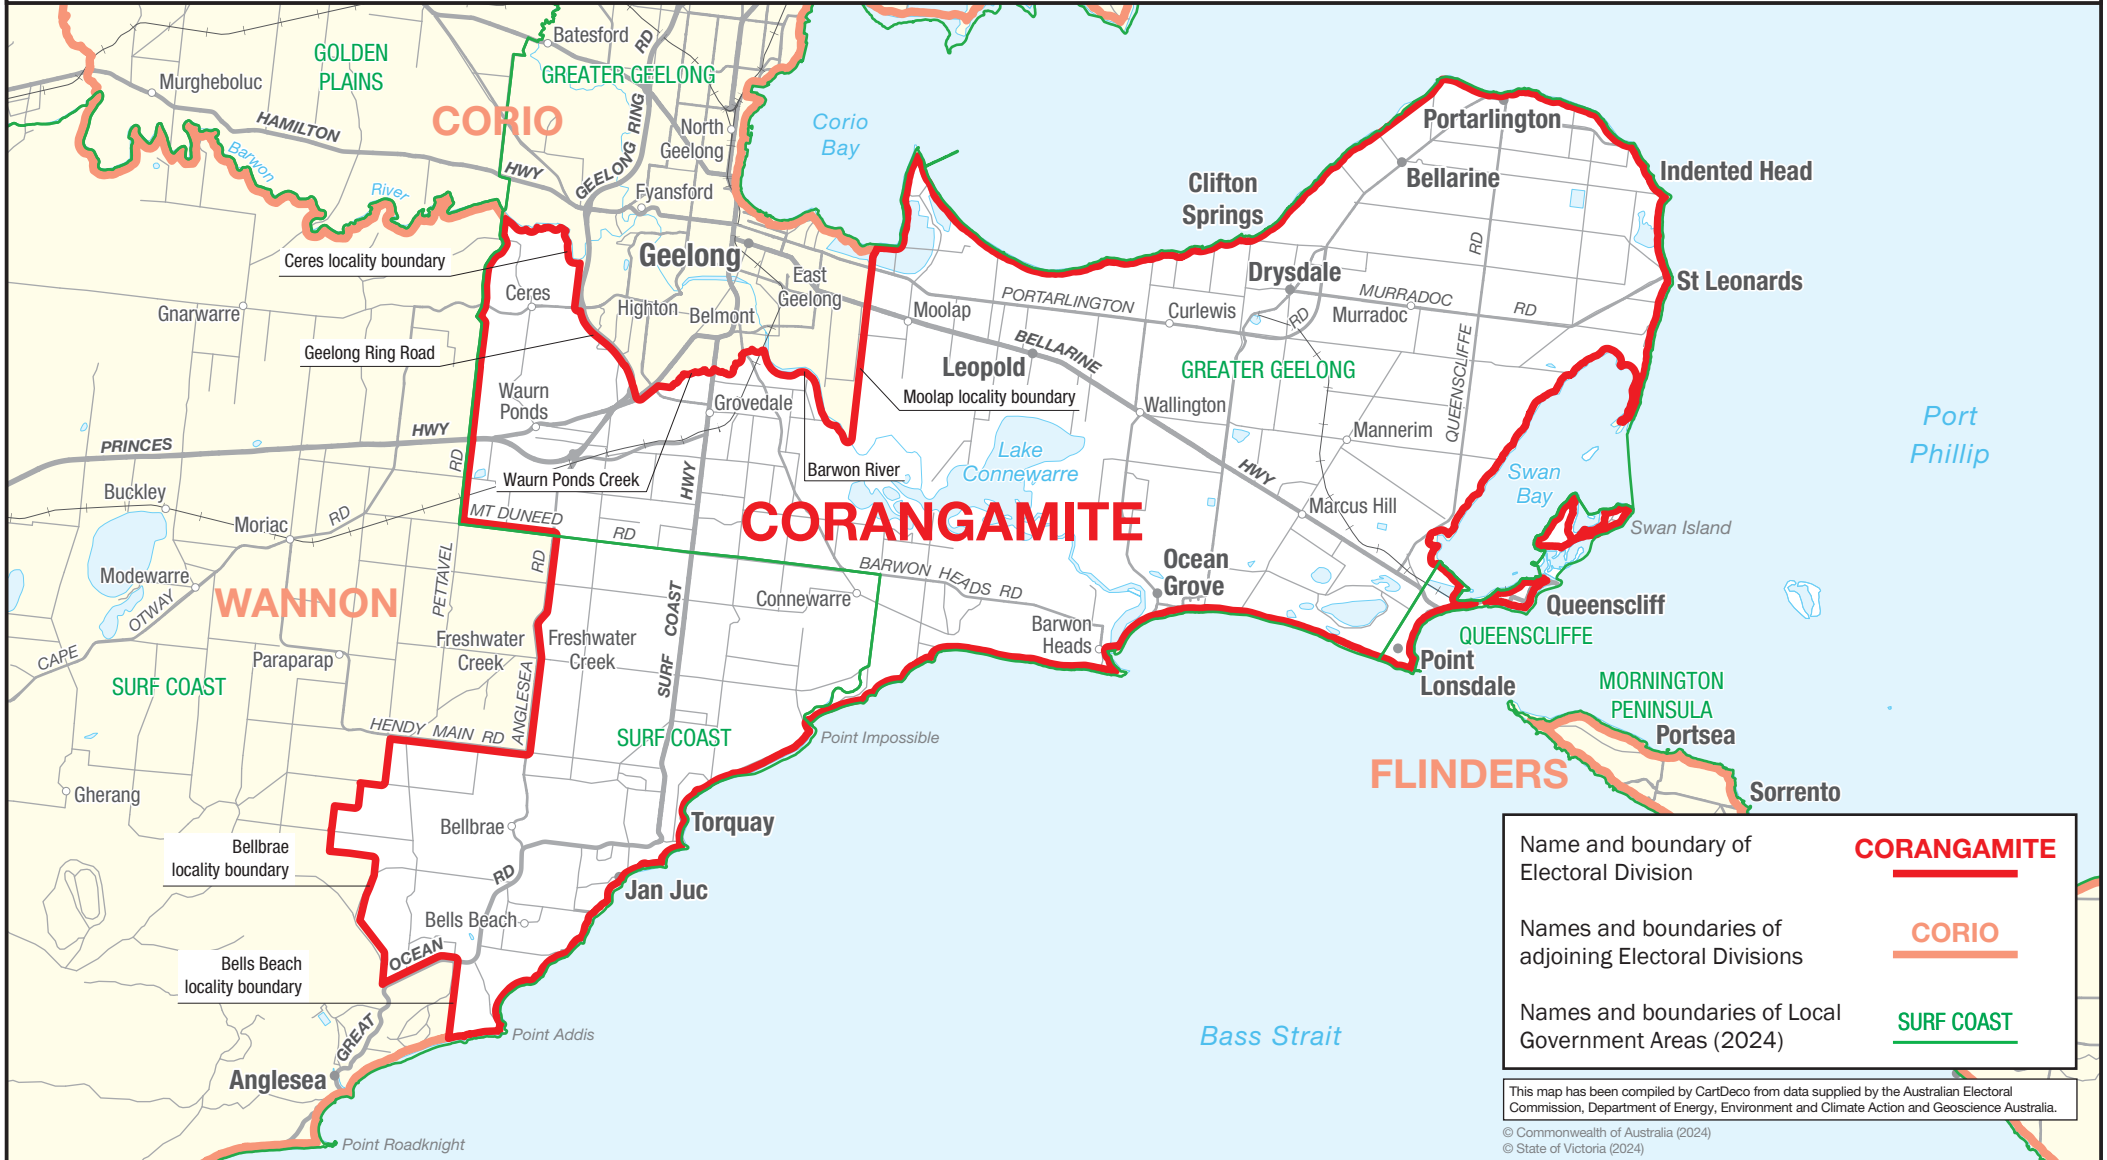 Batesford
GOLDEN
PLAINS
Murgheboluc
GREATER GEELONG
RD
CORIO
HAMILTON
HWY
Barwon
River
GEELONG RING
North
Geelong
Fyansford
Corio
Bay
Geelong
East
Geelong
Ceres locality boundary
Ceres
Highton
Belmont
Gnarwarre
Geelong Ring Road
Waurn
Ponds
Grovedale
PRINCES
HWY
RD
Waurn Ponds Creek
Barwon River
Moolap locality boundary
Clifton
Springs
Portarlington
Bellarine
Indented Head
RD
Drysdale
St Leonards
Moolap
PORTARLINGTON
Curlewis
RD
MURRADOC
Murradoc
RD
Leopold
BELLARINE
GREATER GEELONG
QUEENSCLIFFE
Wallington
Mannerim
Lake
Connewarre
HWY
Swan
Bay
Port
Phillip
Marcus Hill
Swan Island
Buckley
Moriac
RD
MT DUNEED
RD
HWY
CORANGAMITE
Modewarre
WANNON
OTWAY
CAPE
PETTAVEL
RD
Freshwater
Creek
Freshwater
Creek
Paraparap
ANGLESEA
SURF COAST
HENDY MAIN RD
SURF COAST
Connewarre
BARWON HEADS RD
Ocean
Grove
Barwon
Heads
Queenscliff
QUEENSCLIFFE
Point
Lonsdale
MORNINGTON
PENINSULA
Portsea
FLINDERS
Sorrento
SURF COAST
Point Impossible
Gherang
Torquay
Bellbrae
Bellbrae
locality boundary
RD
Jan Juc
Bells Beach
OCEAN
Bells Beach
locality boundary
GREAT
Point Addis
Anglesea
Point Roadknight
Bass Strait
Name and boundary of
Electoral Division
CORANGAMITE
Names and boundaries of
adjoining Electoral Divisions
CORIO
Names and boundaries of Local
Government Areas (2024)
SURF COAST
This map has been compiled by CartDeco from data supplied by the Australian Electoral
Commission, Department of Energy, Environment and Climate Action and Geoscience Australia.
© Commonwealth of Australia (2024)
© State of Victoria (2024)